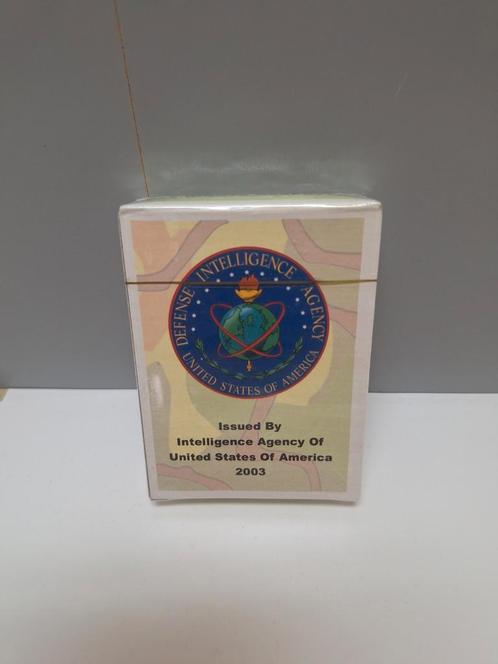 DEFENSE INTELLIGENCE AGENCY
UNITED STATES OF AMERICA
Issued By
Intelligence Agency Of
United States Of America
2003